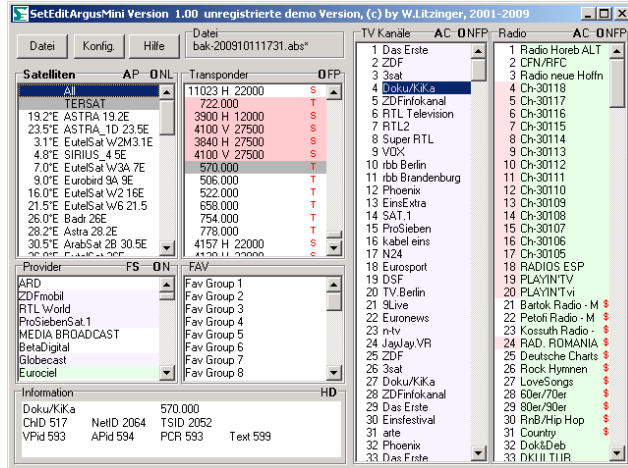 SetEditArgusMini Version 1.00 unregistrierte demo Version, (c) by W.Litzinger, 2001-2009
Datei
Konfig.
Hilfe
Datei
bak-200910111731.abs*
Satelliten AP ONL
All
TERSAT
19.2°E ASTRA 19.2E
23.5°E ASTRA_1D 23.5E
3.1°E EutelSat W2M3.1E
4.8°E SIRIUS_4 5E
7.0°E EutelSat W3A 7E
9.0°E Eurobird 9A 9E
16.0°E EutelSat W2 16E
21.5°E EutelSat W6 21.5
26.0°E Badr 26E
28.2°E Astra 28.2E
30.5°E ArabSat 2B 30.5E
Transponder OFP
11023 H 22000 S
722.000 T
3900 H 12000 S
4100 V 27500 S
3840 H 27500 S
4100 V 27500 S
570.000 T
506.000 T
522.000 T
658.000 T
754.000 T
778.000 T
4157 H 22000 S
Provider FS ON
ARD
ZDFmobil
RTL World
ProSiebenSat.1
MEDIA BROADCAST
BetaDigital
Globecast
Eurociel
FAV
Fav Group 1
Fav Group 2
Fav Group 3
Fav Group 4
Fav Group 5
Fav Group 6
Fav Group 7
Fav Group 8
Information HD
Doku/KiKa 570.000
ChID 517 NetID 2064 TSID 2052
VPid 593 APid 594 PCR 593 Text 599
TV Kanäle AC ONFP
1 Das Erste
2 ZDF
3 3sat
4 Doku/KiKa
5 ZDFinfokanal
6 RTL Television
7 RTL2
8 Super RTL
9 VOX
10 rbb Berlin
11 rbb Brandenburg
12 Phoenix
13 EinsExtra
14 SAT.1
15 ProSieben
16 kabel eins
17 N24
18 Eurosport
19 DSF
20 TV.Berlin
21 9Live
22 Euronews
23 n-tv
24 JayJay.VR
25 ZDF
26 3sat
27 Doku/KiKa
28 ZDFinfokanal
29 Das Erste
30 Einsfestival
31 arte
32 Phoenix
33 Das Erste
Radio AC ONFP
1 Radio Horeb ALT
2 CFN/RFC
3 Radio neue Hoffn
4 Ch-30118
5 Ch-30117
6 Ch-30116
7 Ch-30115
8 Ch-30114
9 Ch-30113
10 Ch-30112
11 Ch-30111
12 Ch-30110
13 Ch-30109
14 Ch-30108
15 Ch-30107
16 Ch-30106
17 Ch-30105
18 RADIOS ESP
19 PLAYIN'TV
20 PLAYIN'Tvi
21 Bartok Radio - M $
22 Petofi Radio - M $
23 Kossuth Radio - $
24 RAD. ROMANIA $
25 Deutsche Charts $
26 Rock Hymnen $
27 LoveSongs $
28 60er/70er $
29 80er/90er $
30 RnB/Hip Hop $
31 Country $
32 Dok&Deb
33 DKULTUR